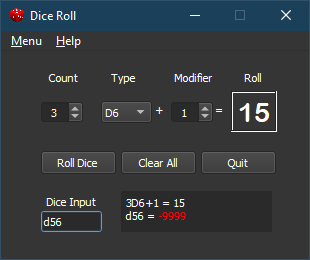 Dice Roll
Menu Help
Count Type Modifier Roll
3 D6 + 1 = 15
Roll Dice Clear All Quit
Dice Input
d56
3D6+1 = 15
d56 = -9999